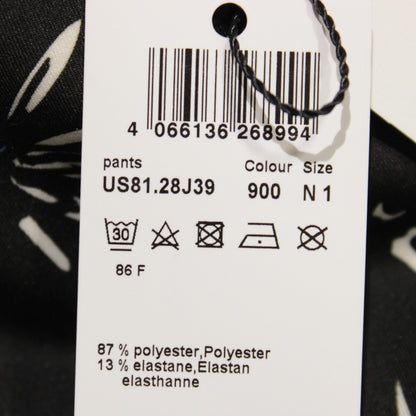 4 066136 268994
pants Colour Size
US81.28J39 900 N 1
30
86 F
87 % polyester,Polyester
13 % elastane,Elastan
elasthanne